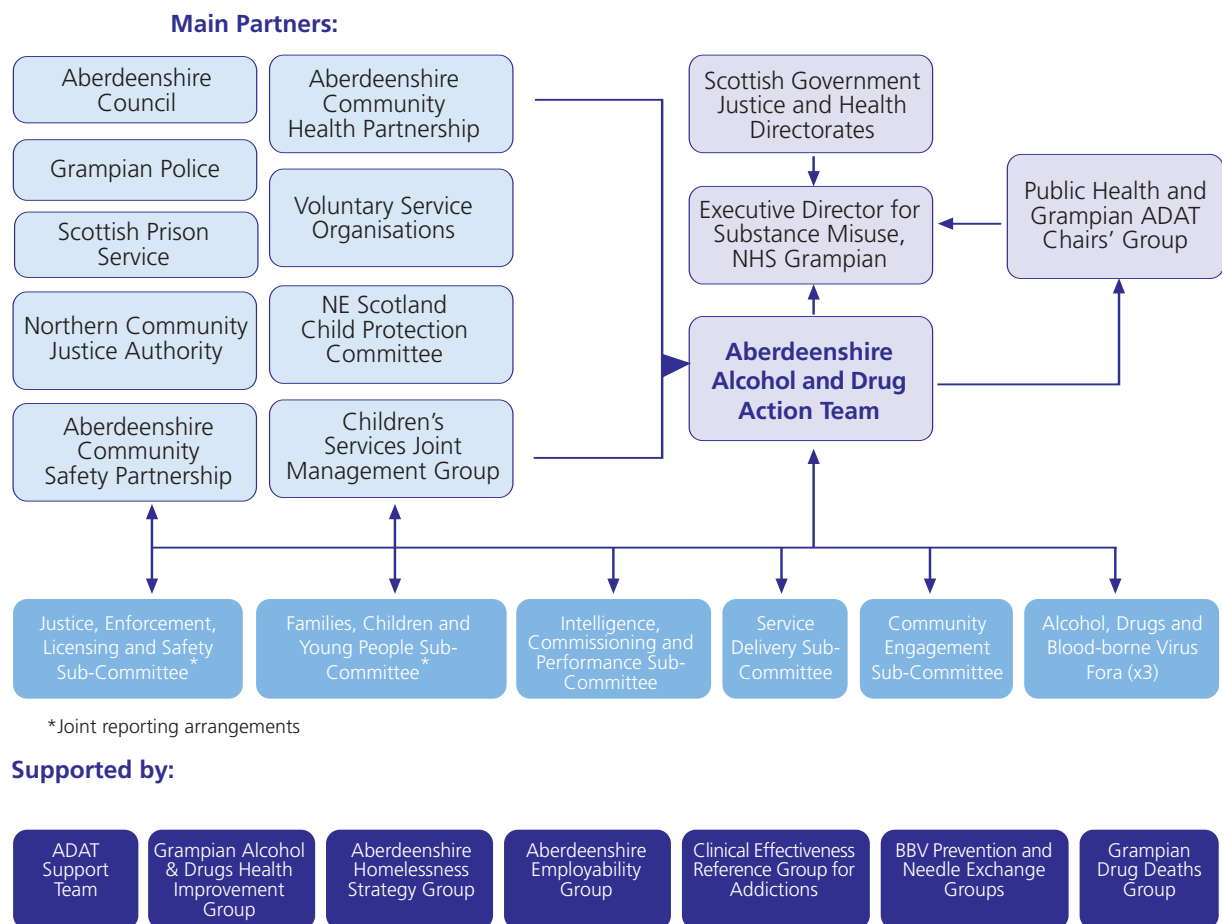 Main Partners:
Aberdeenshire
Council
Grampian Police
Scottish Prison
Service
Northern Community
Justice Authority
Aberdeenshire
Community
Safety Partnership
Aberdeenshire
Community
Health Partnership
Voluntary Service
Organisations
NE Scotland
Child Protection
Committee
Children’s
Services Joint
Management Group
Scottish Government
Justice and Health
Directorates
Executive Director for
Substance Misuse,
NHS Grampian
Public Health and
Grampian ADAT
Chairs’ Group
Aberdeenshire
Alcohol and Drug
Action Team
Justice, Enforcement,
Licensing and Safety
Sub-Committee*
Families, Children and
Young People Sub-
Committee*
Intelligence,
Commissioning and
Performance Sub-
Committee
Service
Delivery Sub-
Committee
Community
Engagement
Sub-Committee
Alcohol, Drugs and
Blood-borne Virus
Fora (x3)
*Joint reporting arrangements
Supported by:
ADAT
Support
Team
Grampian Alcohol
& Drugs Health
Improvement
Group
Aberdeenshire
Homelessness
Strategy Group
Aberdeenshire
Employability
Group
Clinical Effectiveness
Reference Group for
Addictions
BBV Prevention and
Needle Exchange
Groups
Grampian
Drug Deaths
Group